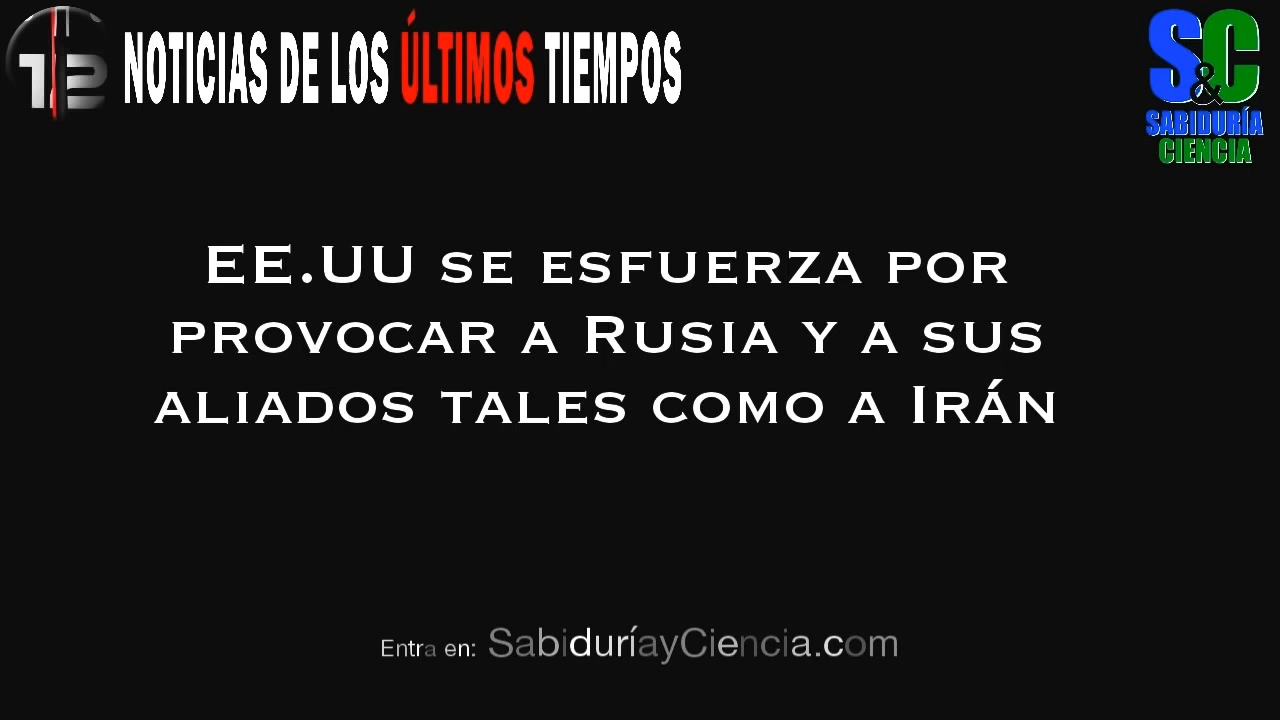 12
NOTICIAS DE LOS ÚLTIMOS TIEMPOS
S&C
SABIDURÍA
CIENCIA
EE.UU SE ESFUERZA POR
PROVOCAR A RUSIA Y A SUS
ALIADOS TALES COMO A IRÁN
Entra en: SabiduríayCiencia.com